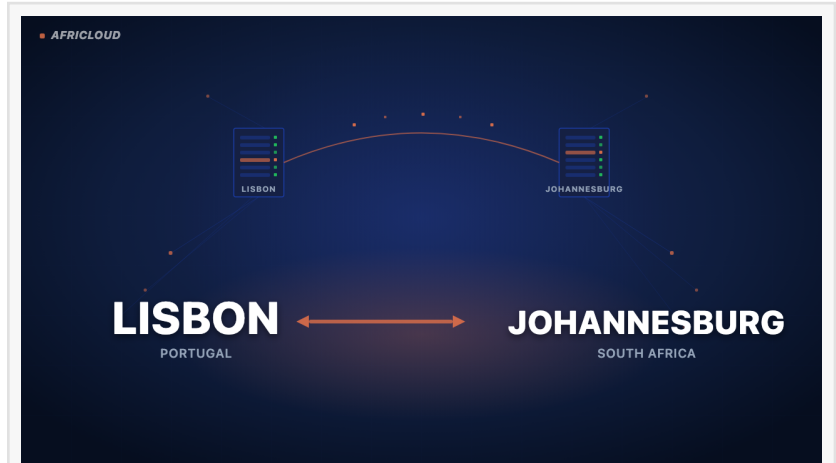 AFRICLOUD
LISBON
JOHANNESBURG
LISBON
JOHANNESBURG
PORTUGAL
SOUTH AFRICA